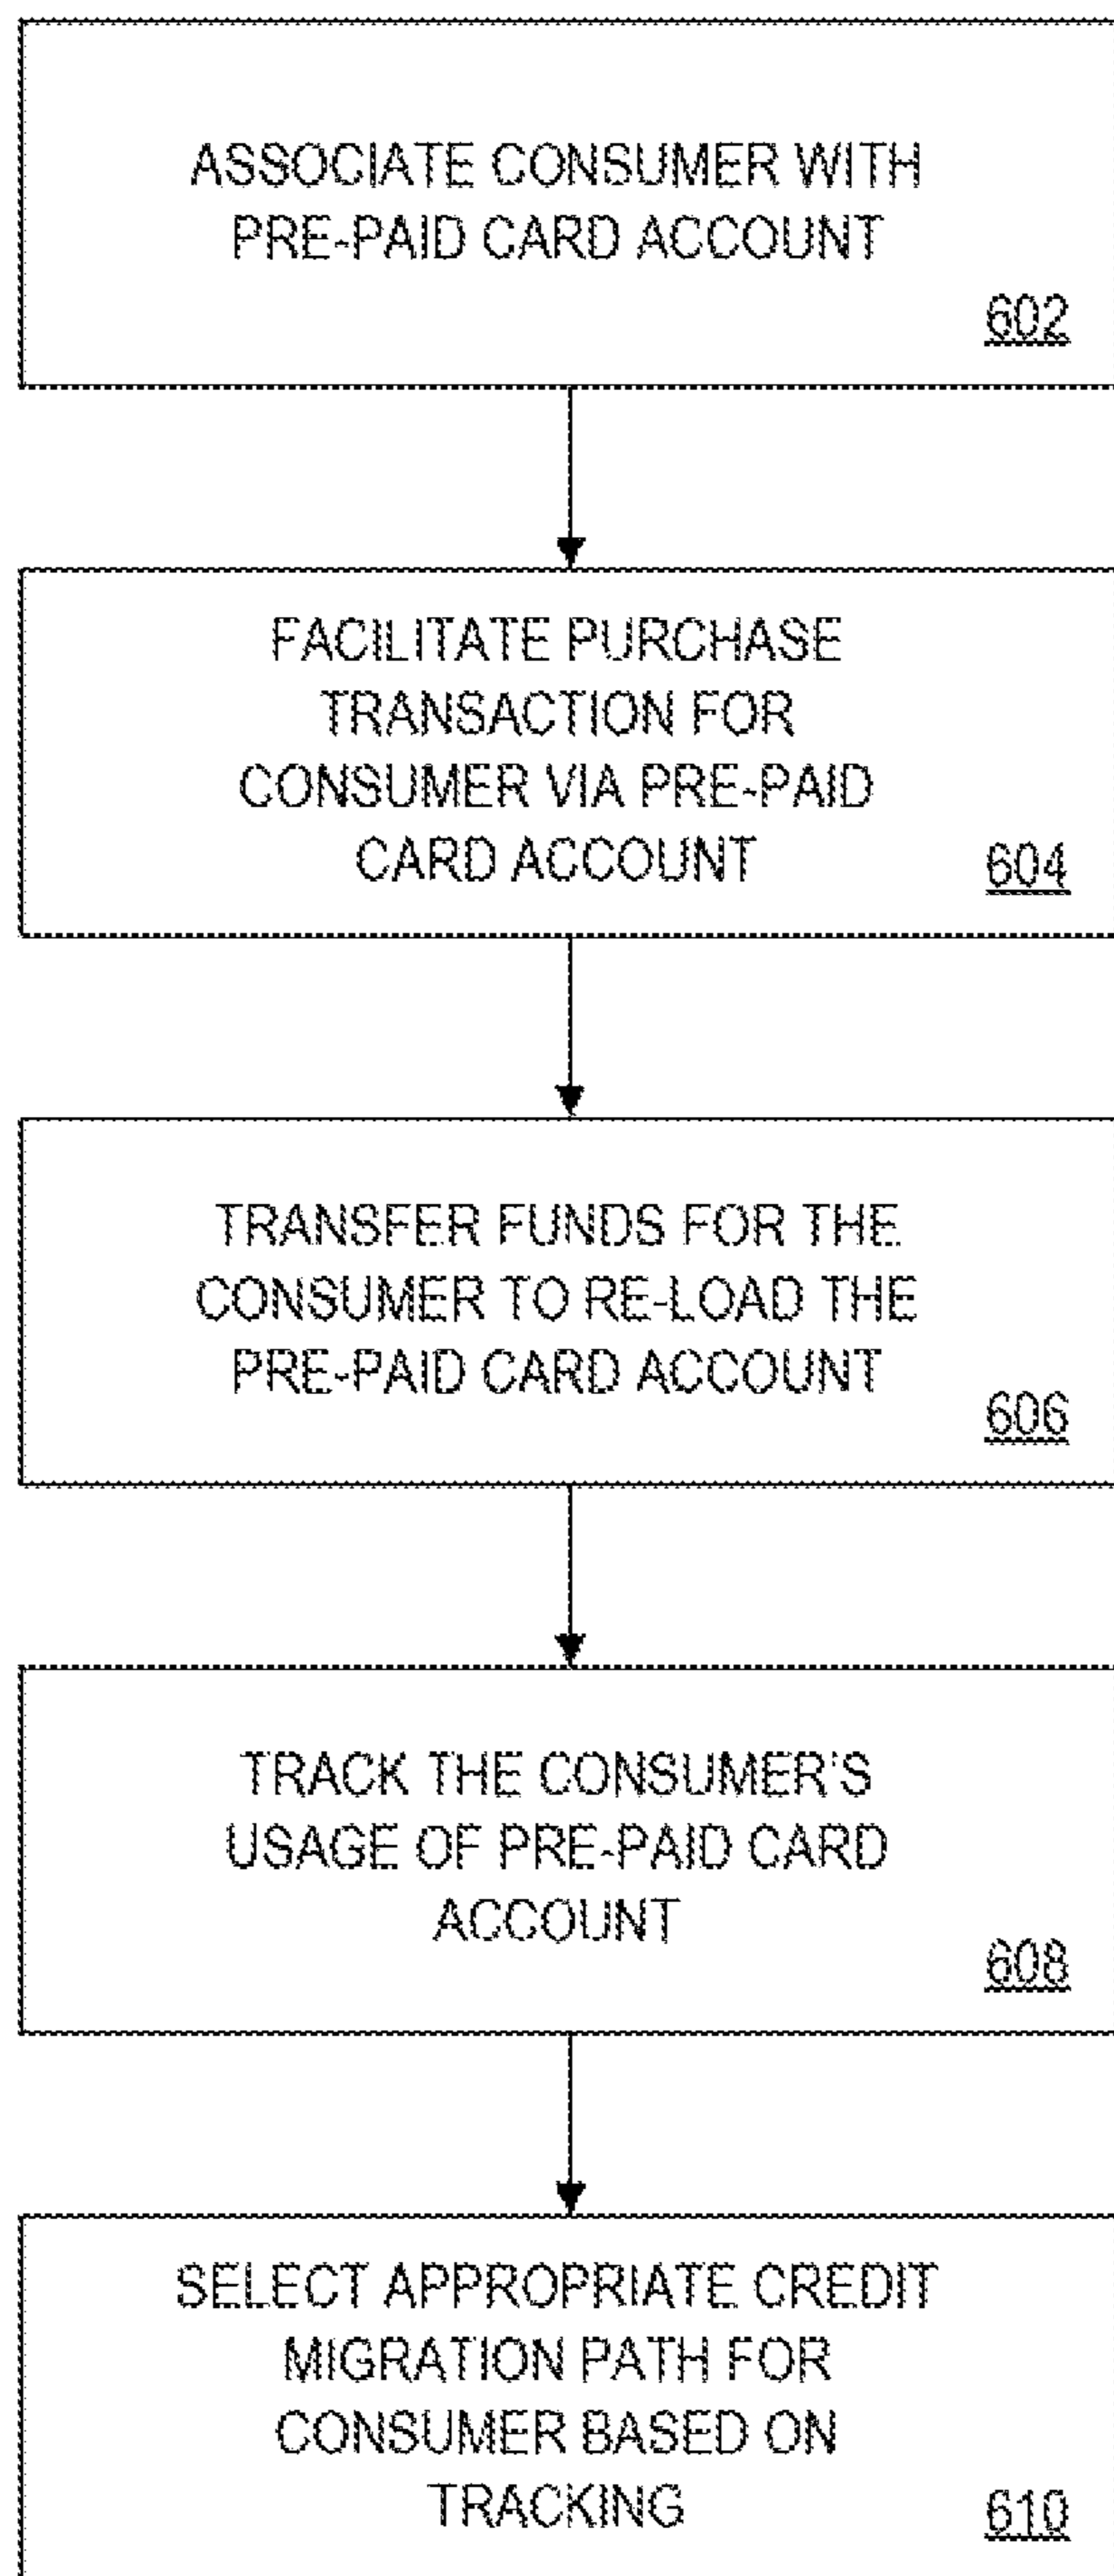 ASSOCIATE CONSUMER WITH
PRE-PAID CARD ACCOUNT
602
FACILITATE PURCHASE
TRANSACTION FOR
CONSUMER VIA PRE-PAID
CARD ACCOUNT
604
TRANSFER FUNDS FOR THE
CONSUMER TO RE-LOAD THE
PRE-PAID CARD ACCOUNT
606
TRACK THE CONSUMER'S
USAGE OF PRE-PAID CARD
ACCOUNT
608
SELECT APPROPRIATE CREDIT
MIGRATION PATH FOR
CONSUMER BASED ON
TRACKING
610